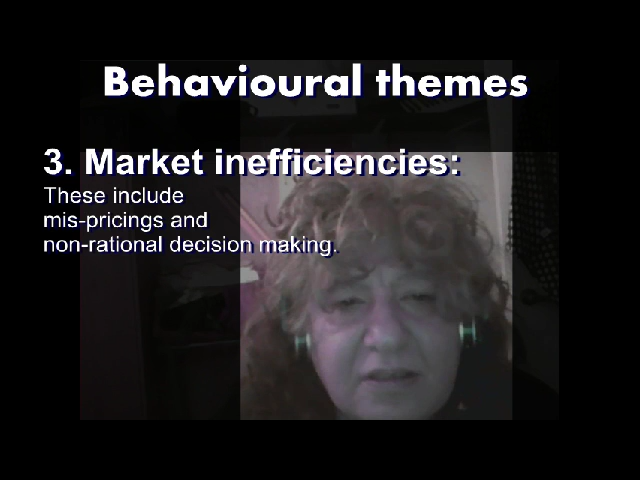 Behavioural themes
3. Market inefficiencies:
These include
mis-pricings and
non-rational decision making.